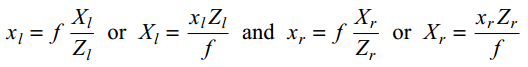 x_l = f X_l / Z_l or X_l = x_l Z_l / f and x_r = f X_r / Z_r or X_r = x_r Z_r / f